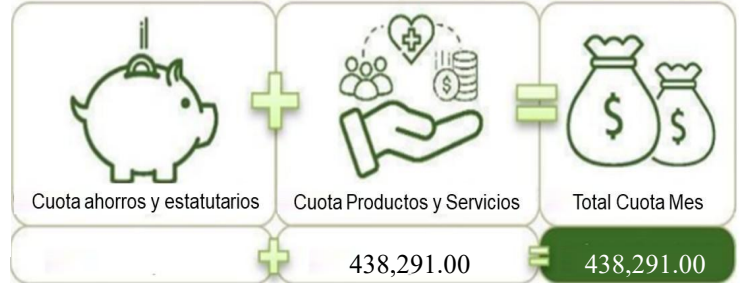 Cuota ahorros y estatutarios
Cuota Productos y Servicios
Total Cuota Mes
438,291.00
438,291.00